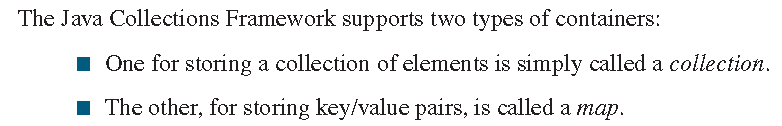 The Java Collections Framework supports two types of containers:
■ One for storing a collection of elements is simply called a collection.
■ The other, for storing key/value pairs, is called a map.